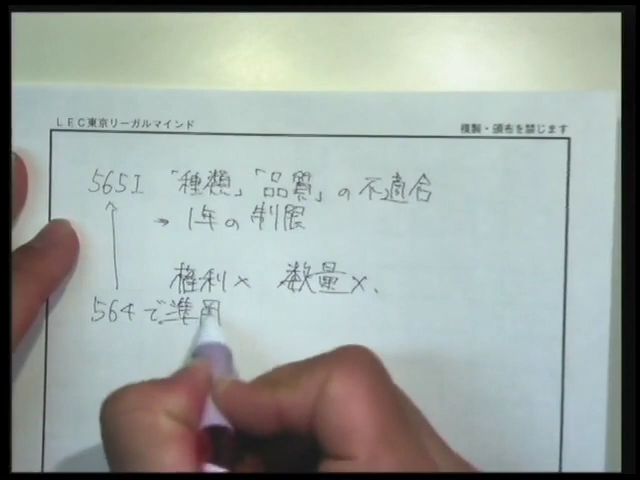 LEC東京リーガルマインド
複製・頒布を禁じます
565I 「種類」「品質」の不適合
→ 1年の制限
権利× 数量×、
564で準用